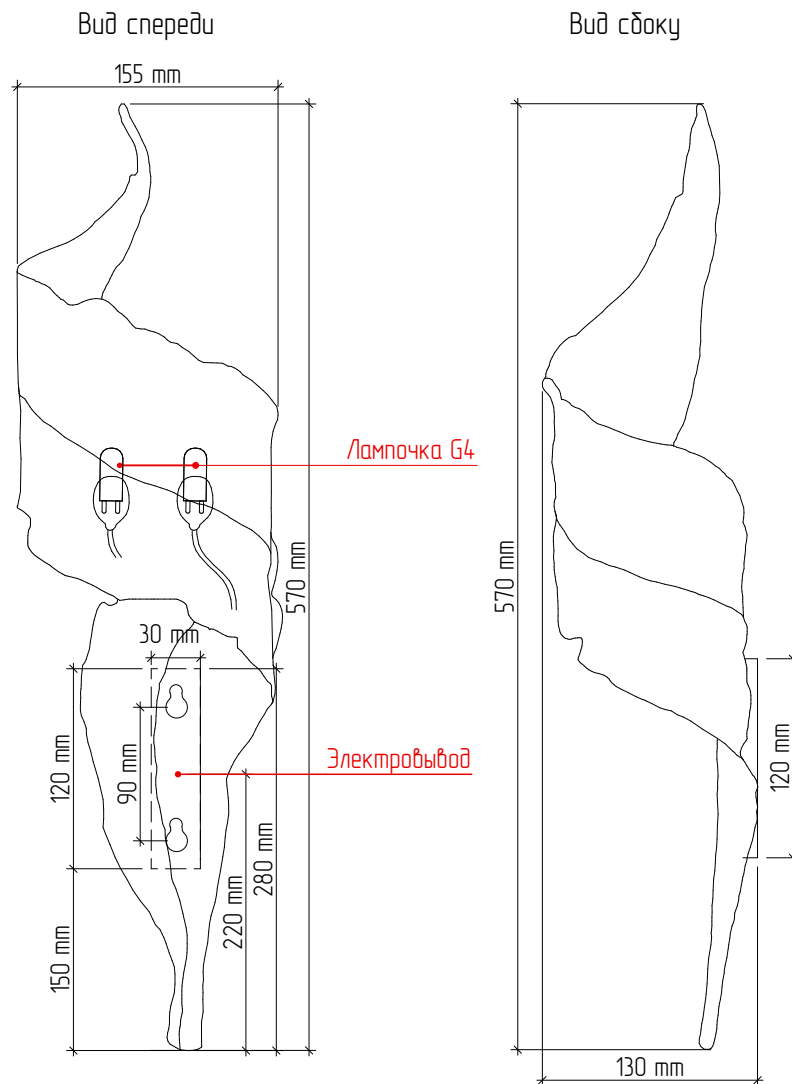 Вид спереди
Вид сбоку
155 mm
Лампочка G4
570 mm
570 mm
30 mm
120 mm
90 mm
Электровывод
120 mm
280 mm
220 mm
150 mm
130 mm